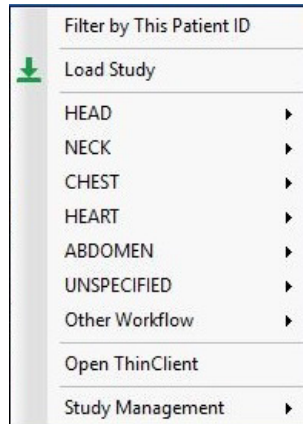 Filter by This Patient ID
Load Study
HEAD
NECK
CHEST
HEART
ABDOMEN
UNSPECIFIED
Other Workflow
Open ThinClient
Study Management